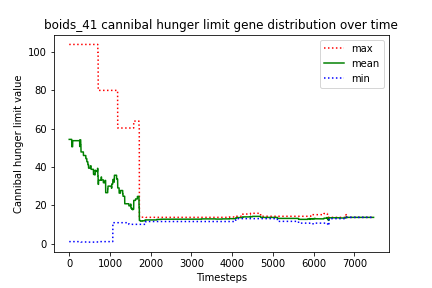 boids_41 cannibal hunger limit gene distribution over time
max
mean
min
Cannibal hunger limit value
100
80
60
40
20
0
0 1000 2000 3000 4000 5000 6000 7000
Timesteps